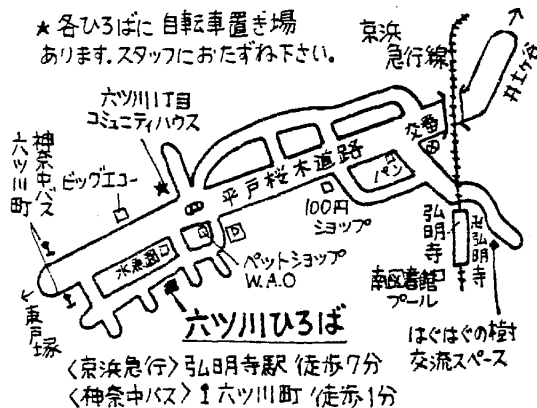 ★各ひろばに自転車置き場
あります。スタッフにおたずね下さい。
京浜
急行線
井土ヶ谷
六ツ川1丁目
コミュニティハウス
神奈中バス
六ツ川町
ビッグエコー
平戸桜木道路
交番
パン
100円
ショップ
弘明寺
卍弘明寺
P
ペットショップ
W.A.O
南図書館
プール
東戸塚
六ツ川ひろば
はぐはぐの樹
交流スペース
〈京浜急行〉弘明寺駅 徒歩7分
〈神奈中バス〉六ツ川町 徒歩1分